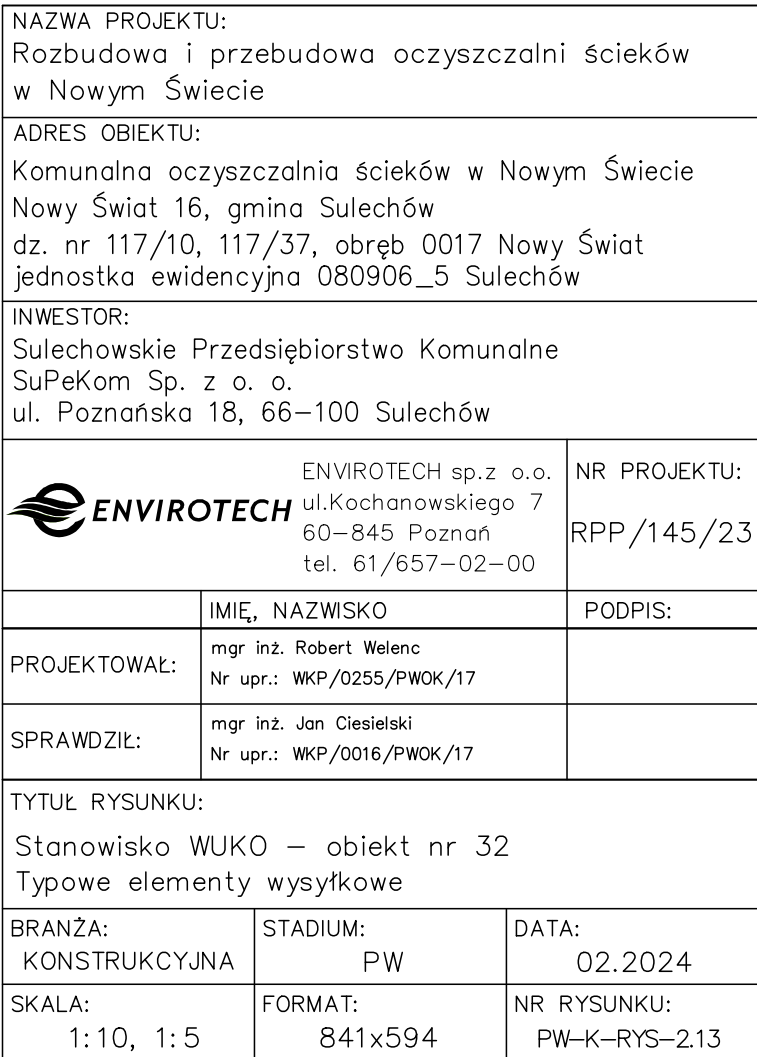 NAZWA PROJEKTU:
Rozbudowa i przebudowa oczyszczalni ścieków
w Nowym Świecie
ADRES OBIEKTU:
Komunalna oczyszczalnia ścieków w Nowym Świecie
Nowy Świat 16, gmina Sulechów
dz. nr 117/10, 117/37, obręb 0017 Nowy Świat
jednostka ewidencyjna 080906_5 Sulechów
INWESTOR:
Sulechowskie Przedsiębiorstwo Komunalne
SuPeKom Sp. z o. o.
ul. Poznańska 18, 66-100 Sulechów
ENVIROTECH
ENVIROTECH sp.z o.o.
ul.Kochanowskiego 7
60-845 Poznań
tel. 61/657-02-00
NR PROJEKTU:
RPP/145/23
IMIĘ, NAZWISKO
PODPIS:
PROJEKTOWAŁ:
mgr inż. Robert Welenc
Nr upr.: WKP/0255/PWOK/17
SPRAWDZIŁ:
mgr inż. Jan Ciesielski
Nr upr.: WKP/0016/PWOK/17
TYTUŁ RYSUNKU:
Stanowisko WUKO – obiekt nr 32
Typowe elementy wysyłkowe
BRANŻA:
KONSTRUKCYJNA
STADIUM:
PW
DATA:
02.2024
SKALA:
1:10, 1:5
FORMAT:
841x594
NR RYSUNKU:
PW-K-RYS-2.13